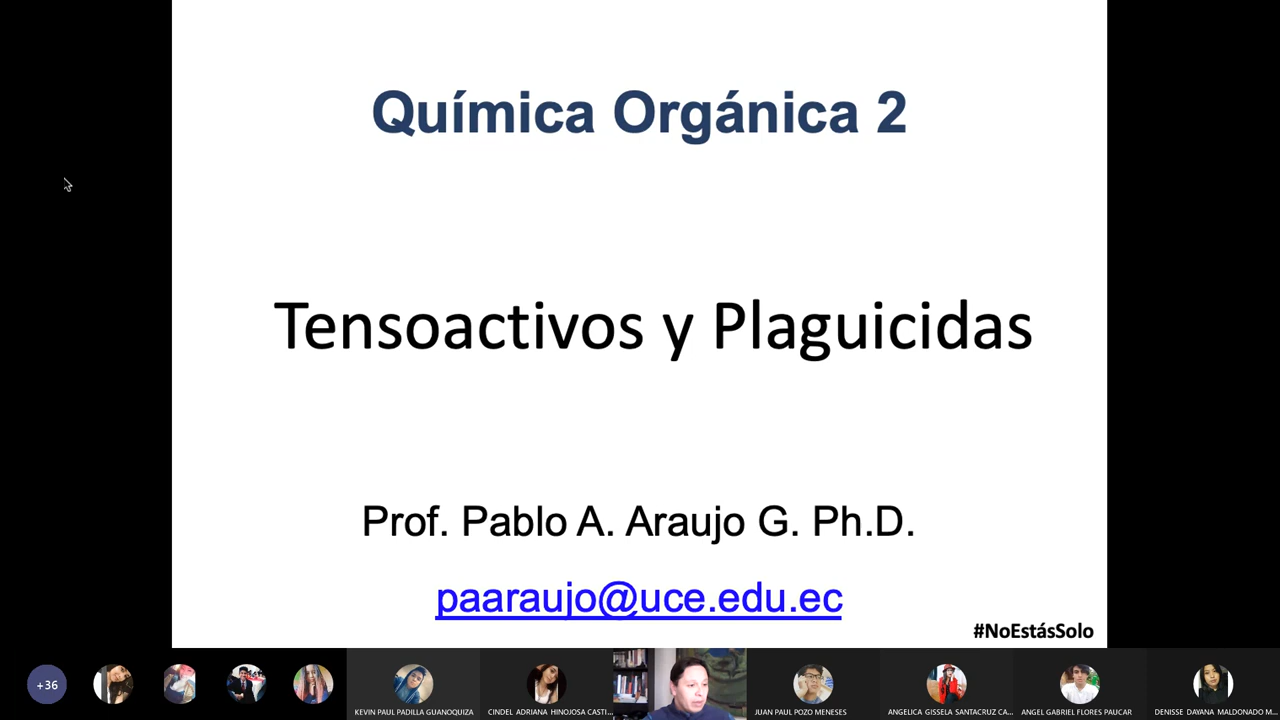 Química Orgánica 2
Tensoactivos y Plaguicidas
Prof. Pablo A. Araujo G. Ph.D.
paaraujo@uce.edu.ec
#NoEstásSolo
+36
KEVIN PAUL PADILLA GUANOQUIZA
CINDEL ADRIANA HINOJOSA CASTI...
JUAN PAUL POZO MENESES
ANGELICA GISSELA SANTACRUZ CA...
ANGEL GABRIEL FLORES PAUCAR
DENISSE DAYANA MALDONADO M...